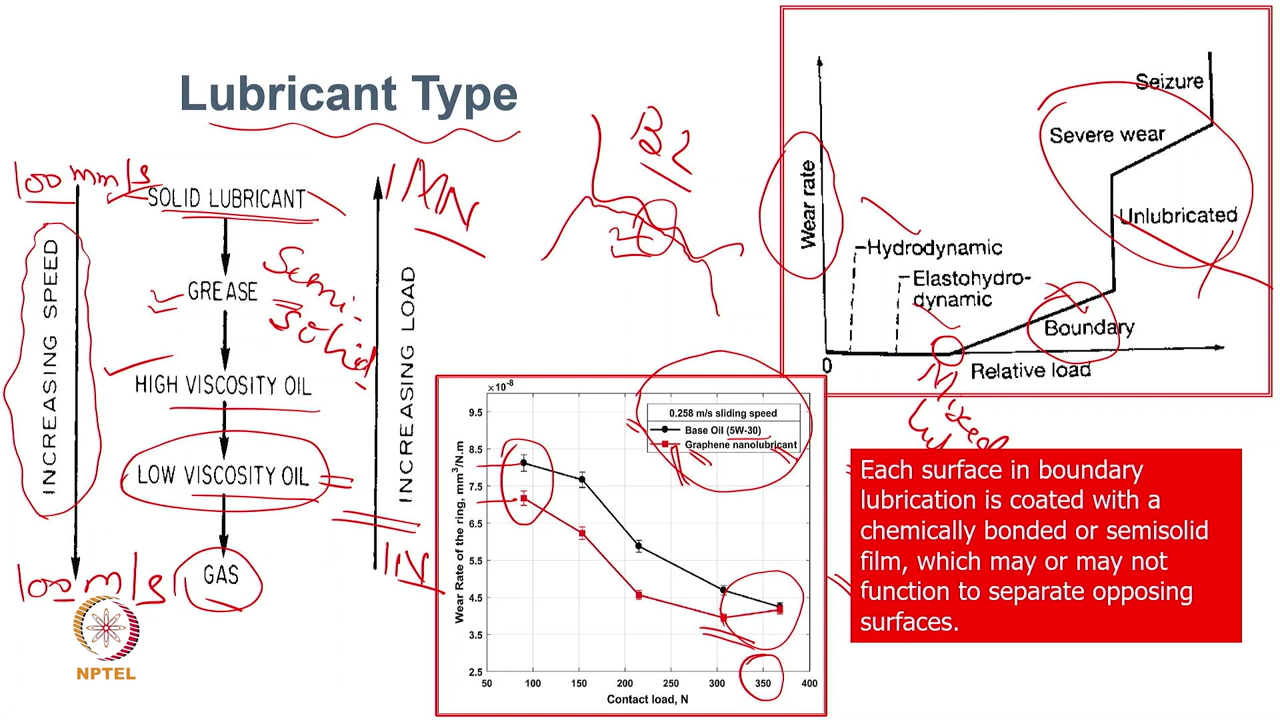 Lubricant Type
100 mm/s
SOLID LUBRICANT
GREASE
Semi-
solid
HIGH VISCOSITY OIL
LOW VISCOSITY OIL
GAS
INCREASING SPEED
100 m/s
1MN
INCREASING LOAD
1N
NPTEL
Wear rate
0
Hydrodynamic
Elastohydro-
dynamic
Boundary
Unlubricated
Severe wear
Seizure
Relative load
Mixed
×10⁻⁸
9.5
8.5
7.5
6.5
5.5
4.5
3.5
2.5
Wear Rate of the ring, mm³/N.m
0.258 m/s sliding speed
Base Oil (5W-30)
Graphene nanolubricant
50 100 150 200 250 300 350 400
Contact load, N
Each surface in boundary
lubrication is coated with a
chemically bonded or semisolid
film, which may or may not
function to separate opposing
surfaces.